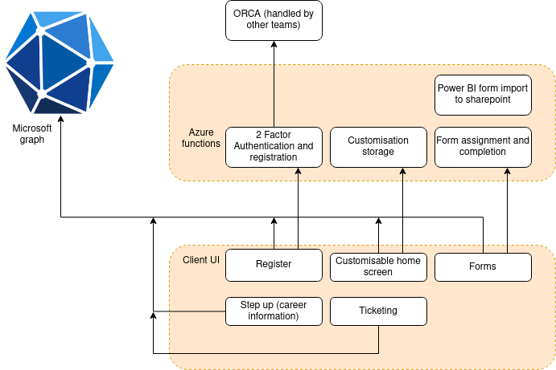 ORCA (handled by
other teams)
Power BI form import
to sharepoint
Microsoft
graph
Azure
functions
2 Factor
Authentication and
registration
Customisation
storage
Form assignment and
completion
Client UI
Register
Customisable home
screen
Forms
Step up (career
information)
Ticketing